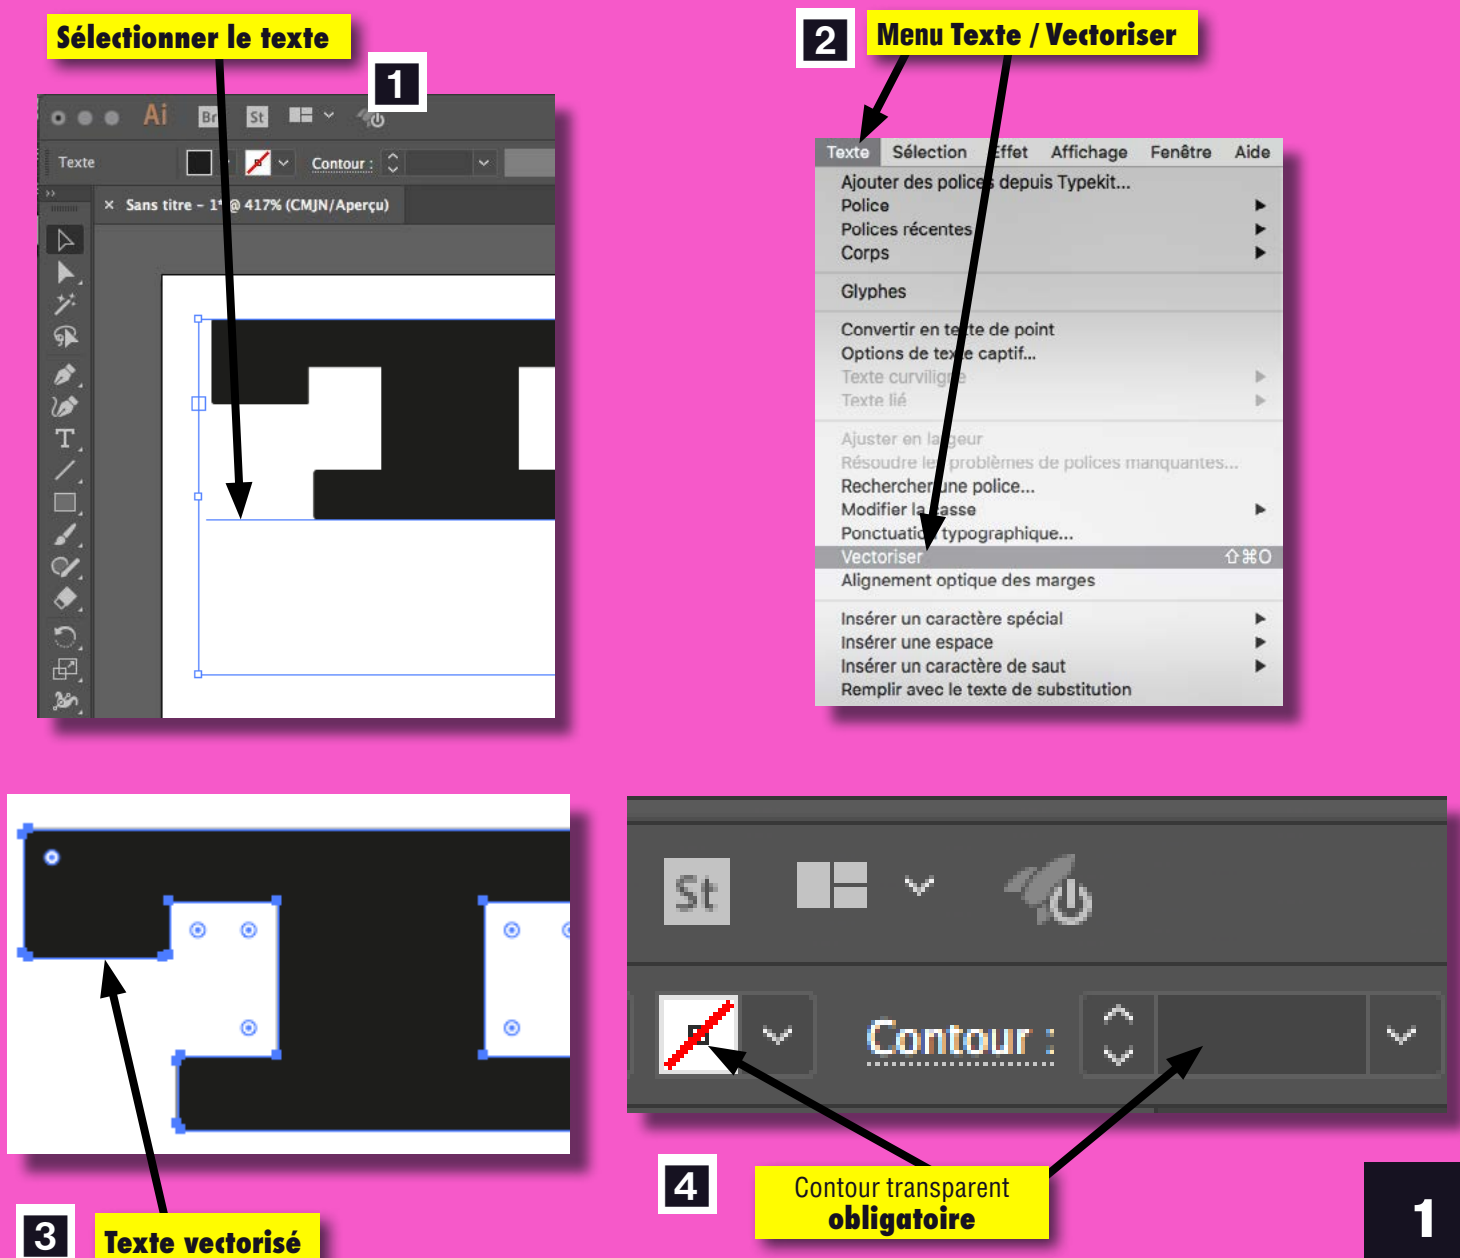 Sélectionner le texte
1
Ai Br St
Texte Contour :
× Sans titre - 1* @ 417% (CMJN/Aperçu)
T
2
Menu Texte / Vectoriser
Texte Sélection Effet Affichage Fenêtre Aide
Ajouter des polices depuis Typekit...
Police
Polices récentes
Corps
Glyphes
Convertir en texte de point
Options de texte captif...
Texte curviligne
Texte lié
Ajuster en largeur
Résoudre les problèmes de polices manquantes...
Rechercher une police...
Modifier la casse
Ponctuation typographique...
Vectoriser ⇧⌘O
Alignement optique des marges
Insérer un caractère spécial
Insérer une espace
Insérer un caractère de saut
Remplir avec le texte de substitution
3
Texte vectorisé
St
Contour :
4
Contour transparent
obligatoire
1